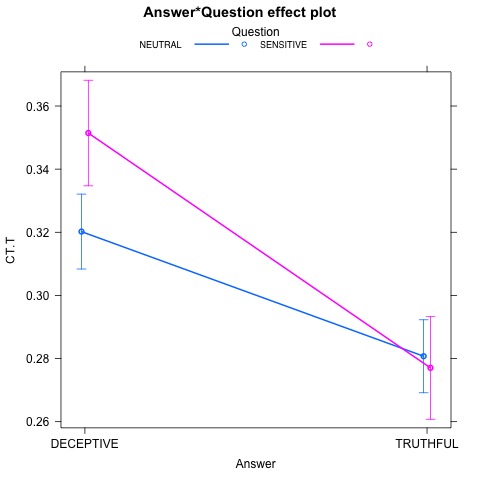 Answer*Question effect plot
Question
NEUTRAL SENSITIVE
0.36
0.34
0.32
0.30
0.28
0.26
CT.T
DECEPTIVE TRUTHFUL
Answer